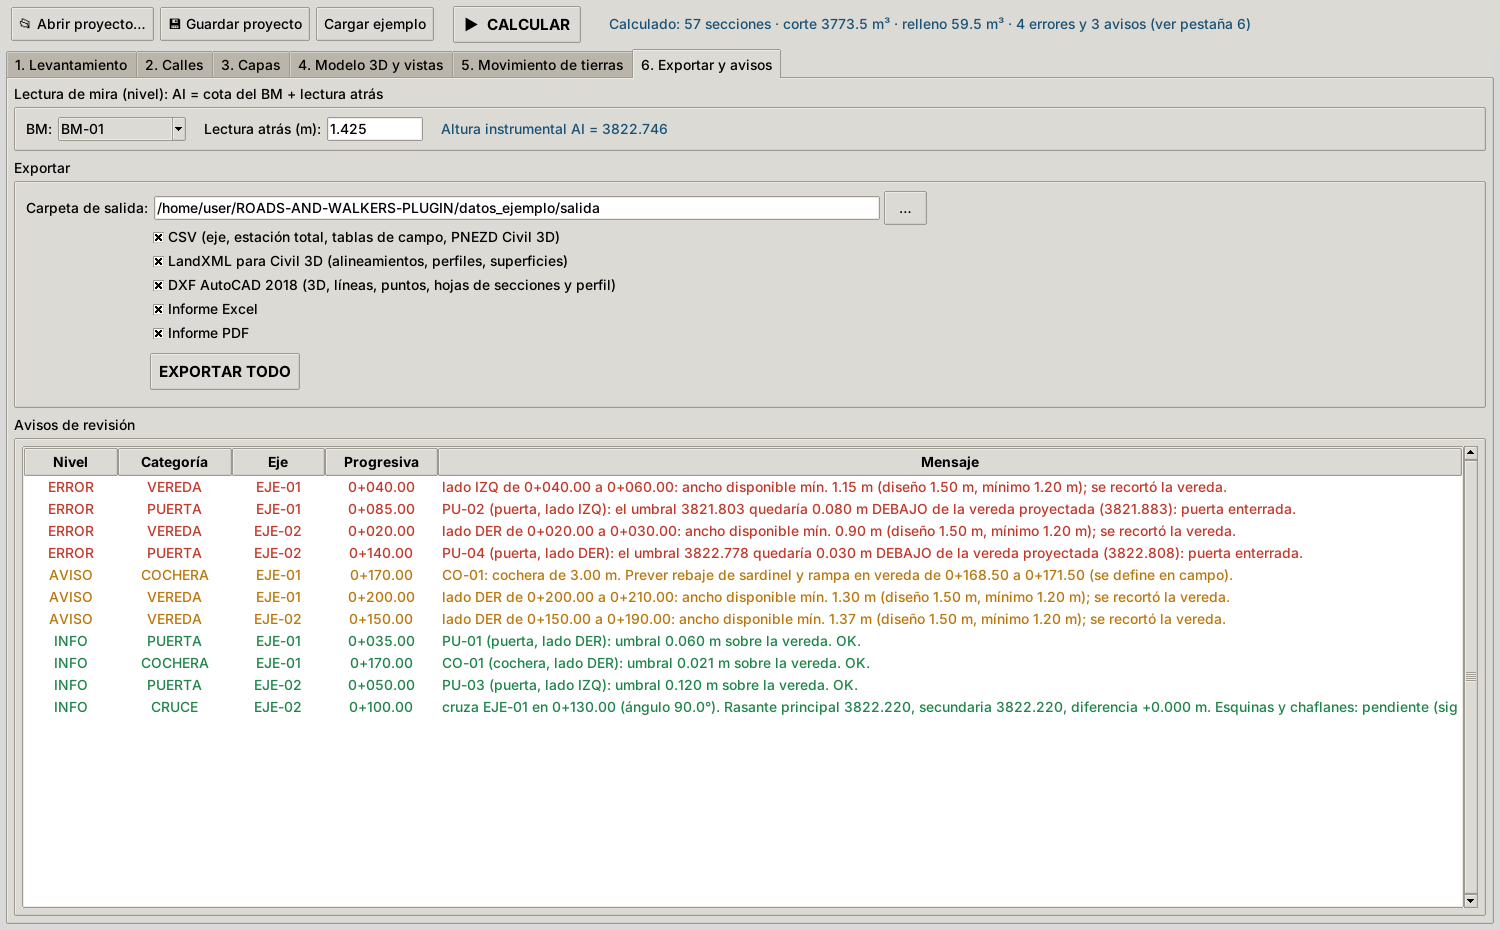 Abrir proyecto... Guardar proyecto Cargar ejemplo CALCULAR Calculado: 57 secciones · corte 3773.5 m³ · relleno 59.5 m³ · 4 errores y 3 avisos (ver pestaña 6)
1. Levantamiento 2. Calles 3. Capas 4. Modelo 3D y vistas 5. Movimiento de tierras 6. Exportar y avisos
Lectura de mira (nivel): AI = cota del BM + lectura atrás
BM: BM-01 Lectura atrás (m): 1.425 Altura instrumental AI = 3822.746
Exportar
Carpeta de salida: /home/user/ROADS-AND-WALKERS-PLUGIN/datos_ejemplo/salida ...
CSV (eje, estación total, tablas de campo, PNEZD Civil 3D)
LandXML para Civil 3D (alineamientos, perfiles, superficies)
DXF AutoCAD 2018 (3D, líneas, puntos, hojas de secciones y perfil)
Informe Excel
Informe PDF
EXPORTAR TODO
Avisos de revisión
Nivel Categoría Eje Progresiva Mensaje
ERROR VEREDA EJE-01 0+040.00 lado IZQ de 0+040.00 a 0+060.00: ancho disponible mín. 1.15 m (diseño 1.50 m, mínimo 1.20 m); se recortó la vereda.
ERROR PUERTA EJE-01 0+085.00 PU-02 (puerta, lado IZQ): el umbral 3821.803 quedaría 0.080 m DEBAJO de la vereda proyectada (3821.883): puerta enterrada.
ERROR VEREDA EJE-02 0+020.00 lado DER de 0+020.00 a 0+030.00: ancho disponible mín. 0.90 m (diseño 1.50 m, mínimo 1.20 m); se recortó la vereda.
ERROR PUERTA EJE-02 0+140.00 PU-04 (puerta, lado DER): el umbral 3822.778 quedaría 0.030 m DEBAJO de la vereda proyectada (3822.808): puerta enterrada.
AVISO COCHERA EJE-01 0+170.00 CO-01: cochera de 3.00 m. Prever rebaje de sardinel y rampa en vereda de 0+168.50 a 0+171.50 (se define en campo).
AVISO VEREDA EJE-01 0+200.00 lado DER de 0+200.00 a 0+210.00: ancho disponible mín. 1.30 m (diseño 1.50 m, mínimo 1.20 m); se recortó la vereda.
AVISO VEREDA EJE-02 0+150.00 lado DER de 0+150.00 a 0+190.00: ancho disponible mín. 1.37 m (diseño 1.50 m, mínimo 1.20 m); se recortó la vereda.
INFO PUERTA EJE-01 0+035.00 PU-01 (puerta, lado DER): umbral 0.060 m sobre la vereda. OK.
INFO COCHERA EJE-01 0+170.00 CO-01 (cochera, lado DER): umbral 0.021 m sobre la vereda. OK.
INFO PUERTA EJE-02 0+050.00 PU-03 (puerta, lado IZQ): umbral 0.120 m sobre la vereda. OK.
INFO CRUCE EJE-02 0+100.00 cruza EJE-01 en 0+130.00 (ángulo 90.0°). Rasante principal 3822.220, secundaria 3822.220, diferencia +0.000 m. Esquinas y chaflanes: pendiente (sig